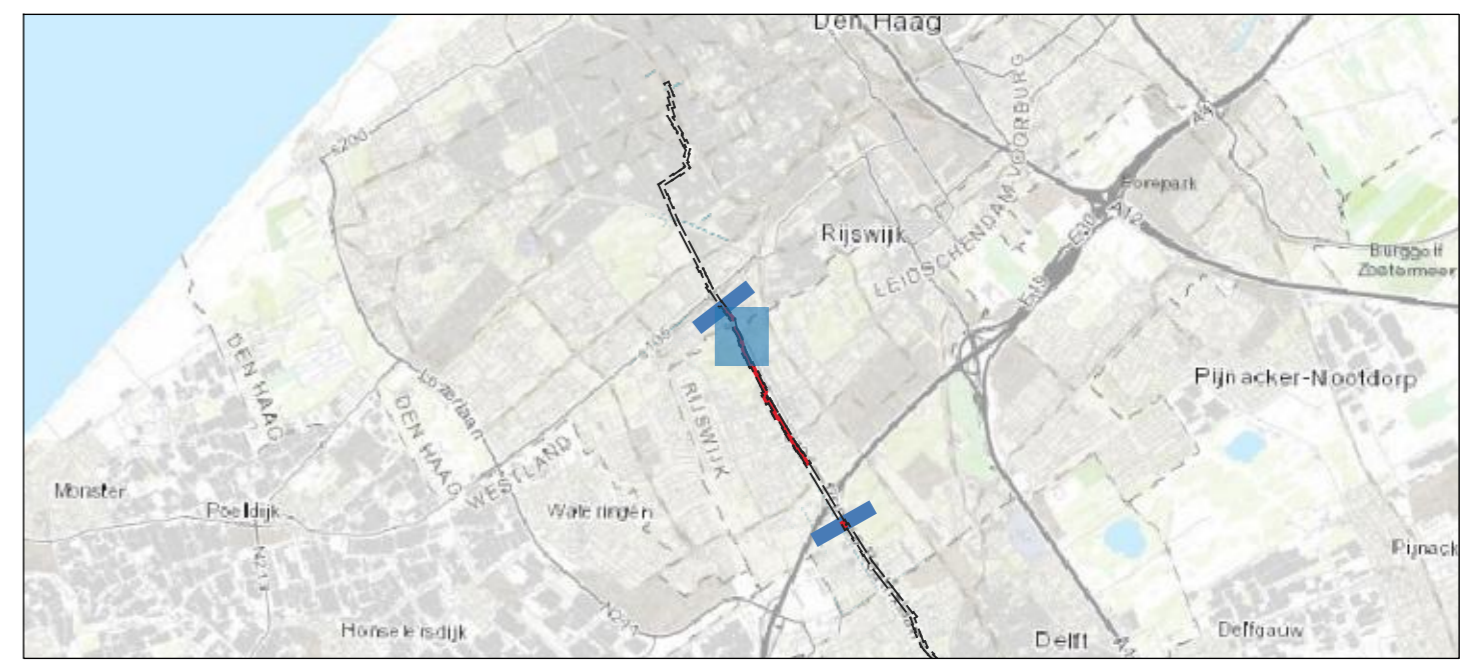 Den Haag
S200
LEIDSCHENDAM VOORBURG
A4
Forepark
A12
E30
Rijswijk
Burggolf
Zoetermeer
E19
DEN HAAG
S106
Lozerlaan
Pijnacker-Nootdorp
DEN HAAG
RIJSWIJK
WESTLAND
Monster
Poeldijk
Wateringen
N211
Pijnack
N211
Honselersdijk
Delft
Delfgauw